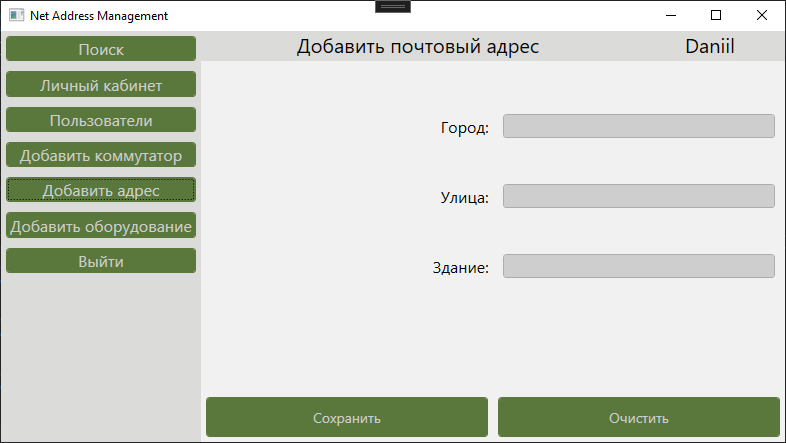 Net Address Management
Поиск
Личный кабинет
Пользователи
Добавить коммутатор
Добавить адрес
Добавить оборудование
Выйти
Добавить почтовый адрес
Daniil
Город:
Улица:
Здание:
Сохранить
Очистить